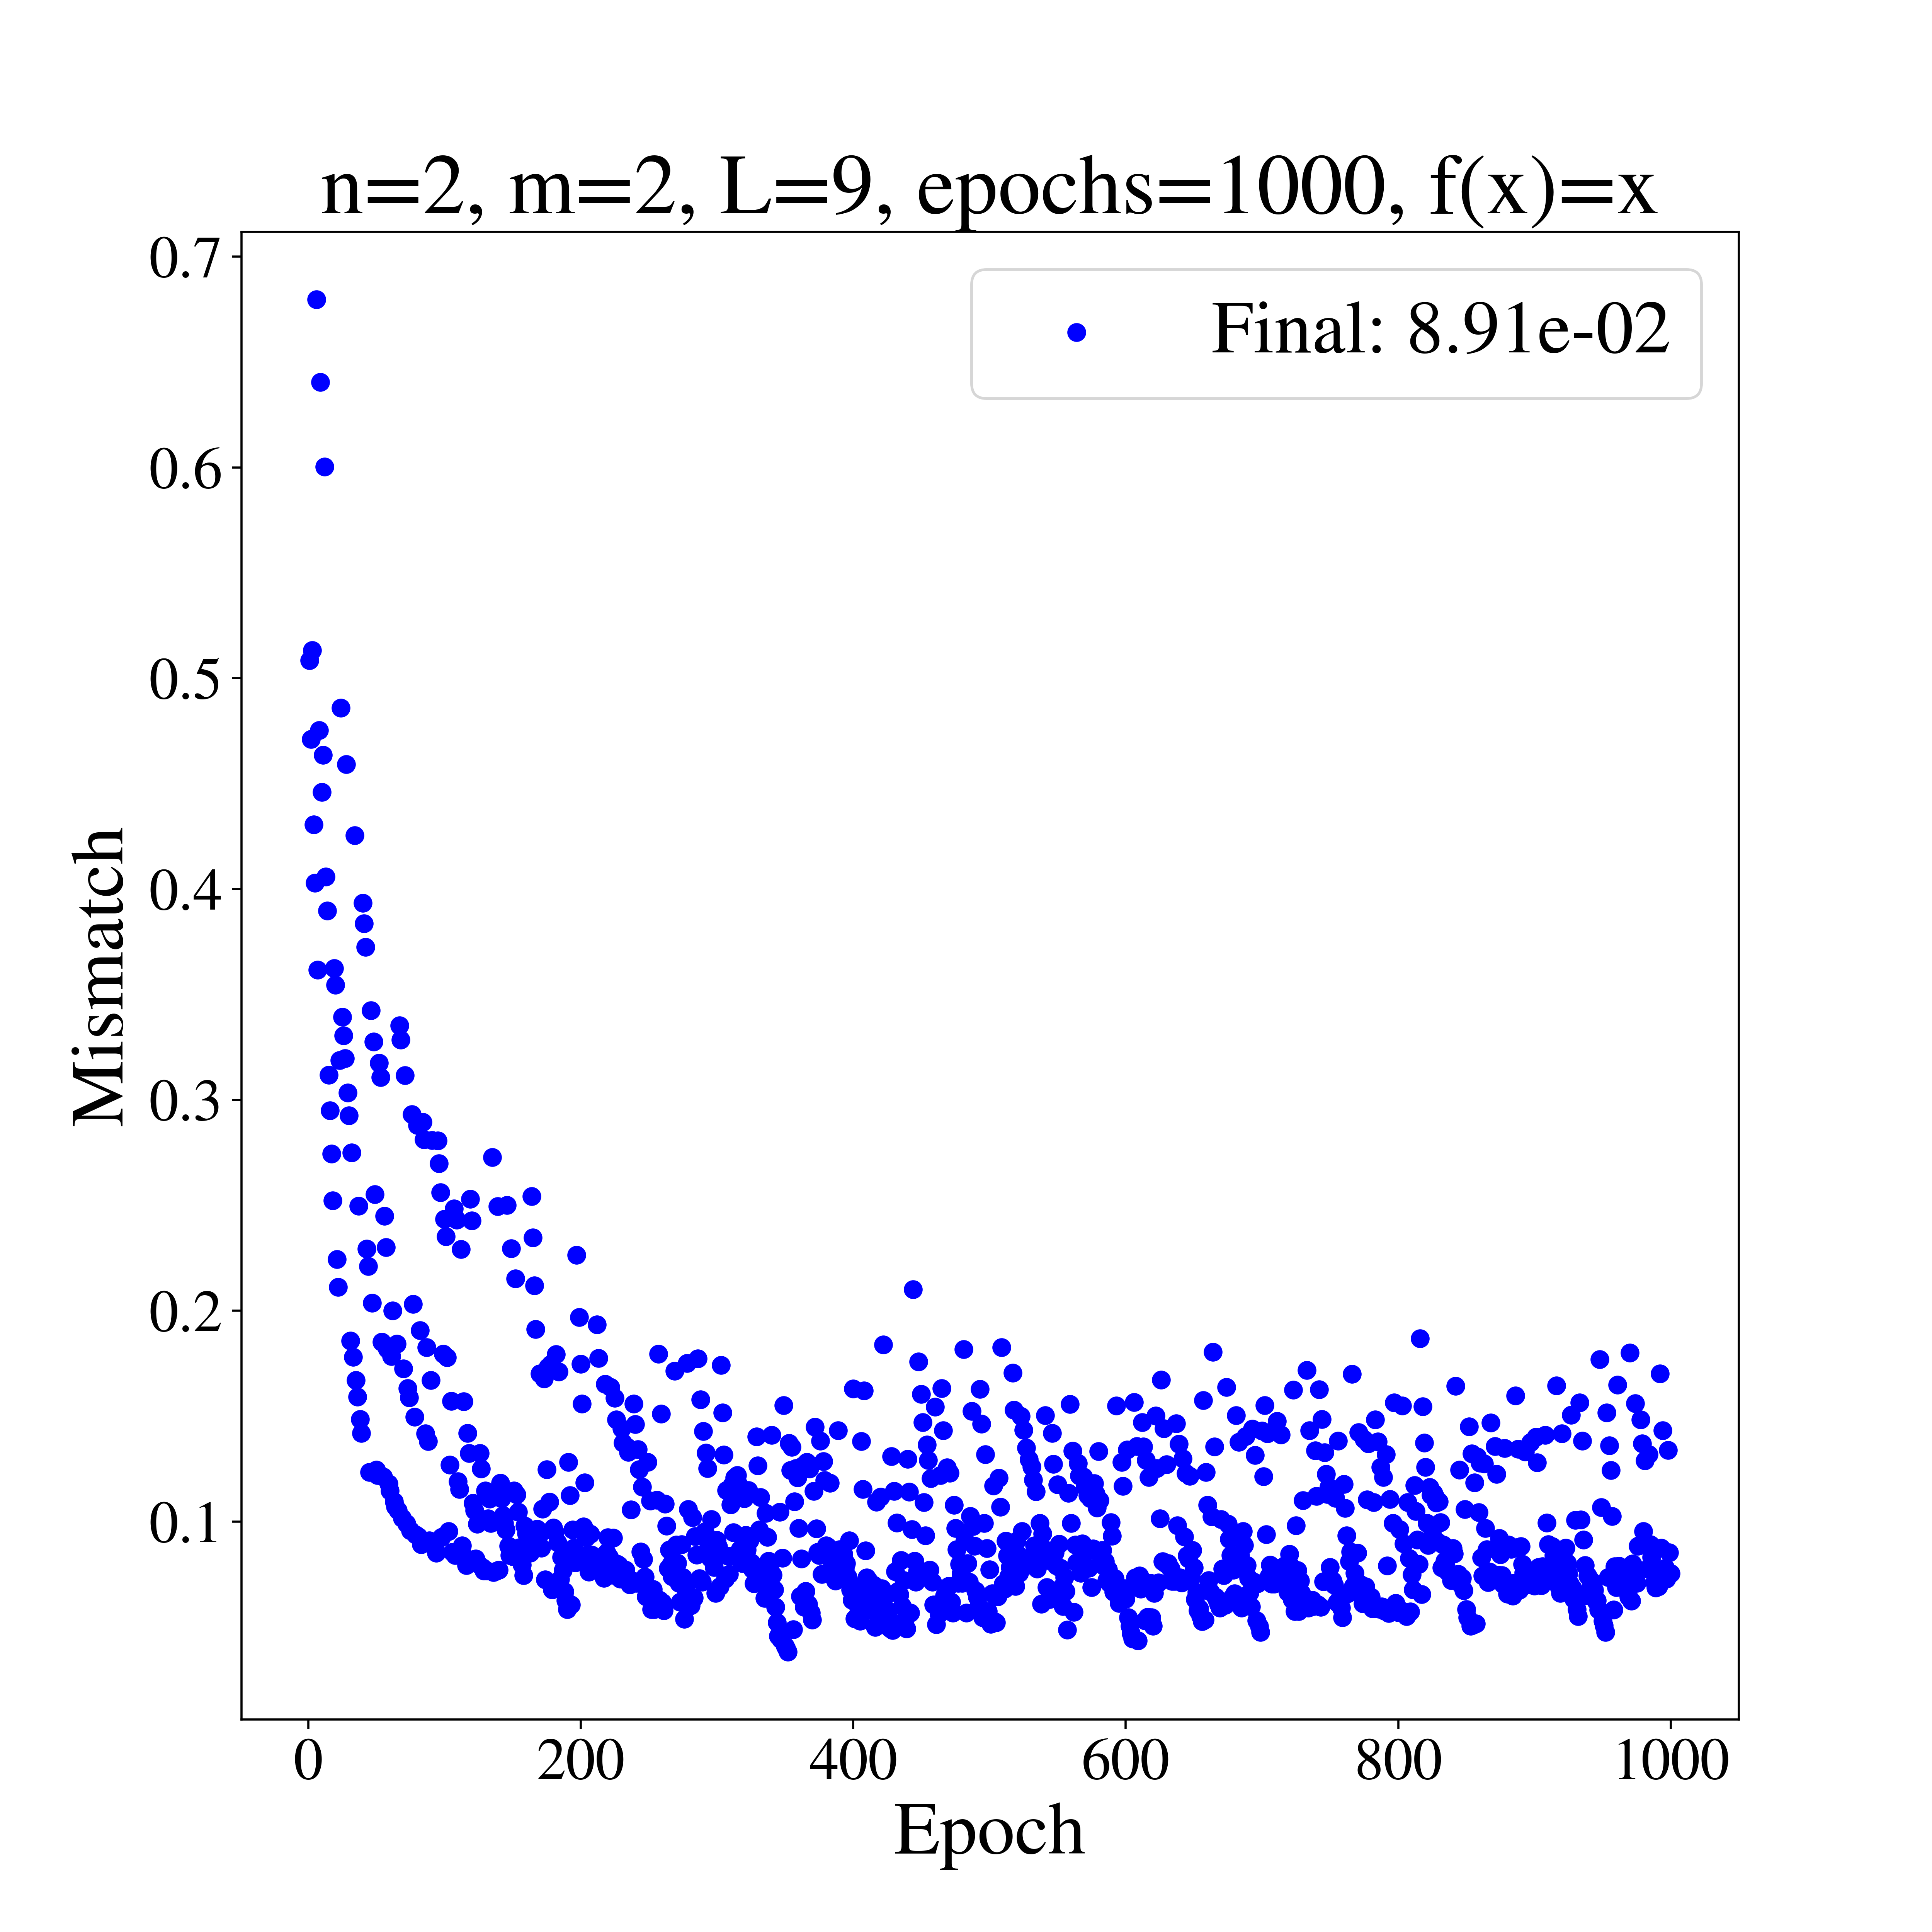 n=2, m=2, L=9, epochs=1000, f(x)=x
Final: 8.91e-02
0.7
0.6
0.5
0.4
0.3
0.2
0.1
Mismatch
0 200 400 600 800 1000
Epoch